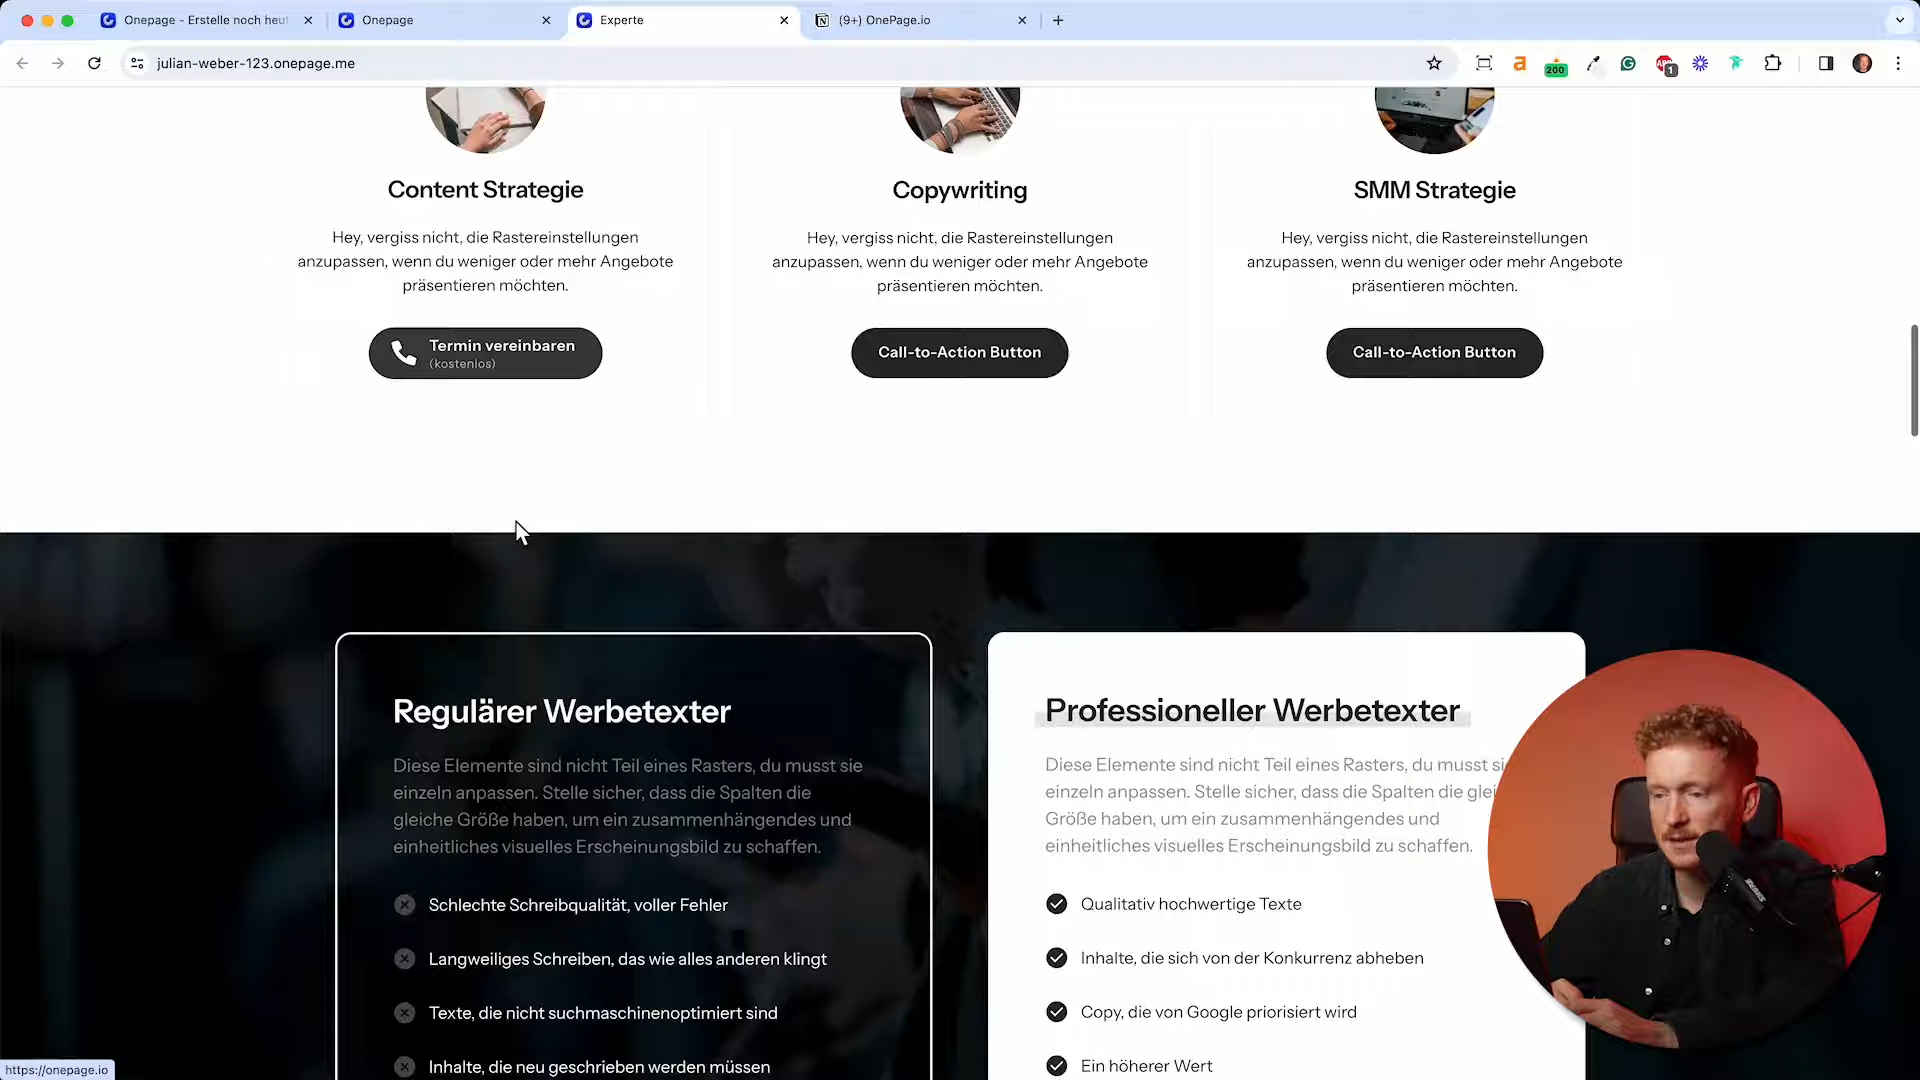 Onepage - Erstelle noch heut
Onepage
Experte
(9+) OnePage.io
julian-weber-123.onepage.me
200
1
Content Strategie
Hey, vergiss nicht, die Rastereinstellungen
anzupassen, wenn du weniger oder mehr Angebote
präsentieren möchten.
Termin vereinbaren
(kostenlos)
Copywriting
Hey, vergiss nicht, die Rastereinstellungen
anzupassen, wenn du weniger oder mehr Angebote
präsentieren möchten.
Call-to-Action Button
SMM Strategie
Hey, vergiss nicht, die Rastereinstellungen
anzupassen, wenn du weniger oder mehr Angebote
präsentieren möchten.
Call-to-Action Button
Regulärer Werbetexter
Diese Elemente sind nicht Teil eines Rasters, du musst sie
einzeln anpassen. Stelle sicher, dass die Spalten die
gleiche Größe haben, um ein zusammenhängendes und
einheitliches visuelles Erscheinungsbild zu schaffen.
Schlechte Schreibqualität, voller Fehler
Langweiliges Schreiben, das wie alles anderen klingt
Texte, die nicht suchmaschinenoptimiert sind
Inhalte, die neu geschrieben werden müssen
Professioneller Werbetexter
Diese Elemente sind nicht Teil eines Rasters, du musst si
einzeln anpassen. Stelle sicher, dass die Spalten die glei
Größe haben, um ein zusammenhängendes und
einheitliches visuelles Erscheinungsbild zu schaffen.
Qualitativ hochwertige Texte
Inhalte, die sich von der Konkurrenz abheben
Copy, die von Google priorisiert wird
Ein höherer Wert
https://onepage.io